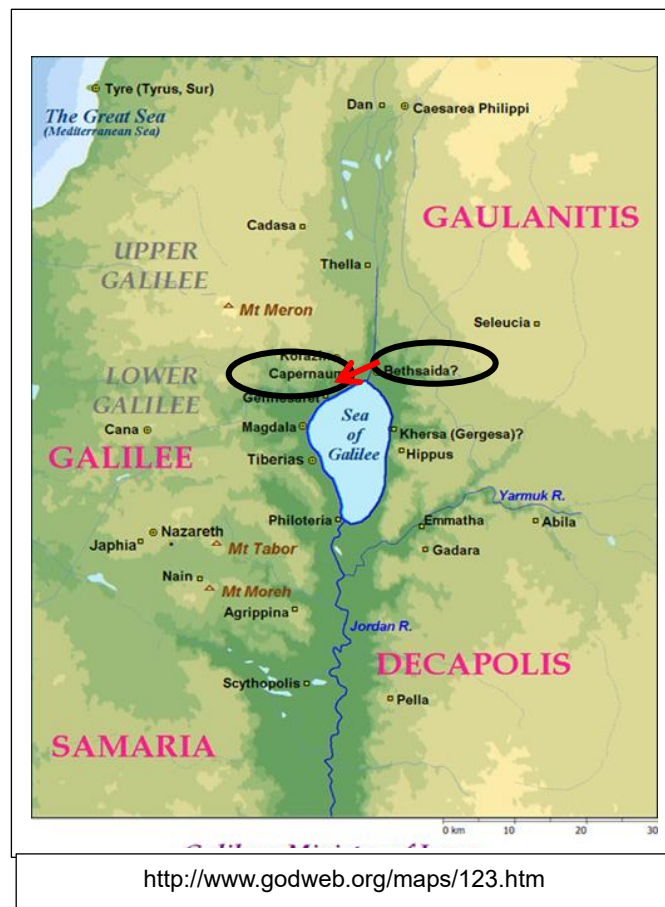 Tyre (Tyrus, Sur)
The Great Sea
(Mediterranean Sea)
Dan
Caesarea Philippi
GAULANITIS
Cadasa
UPPER
GALILEE
Thella
Mt Meron
Seleucia
Korazin
Capernaum
Bethsaida?
LOWER
GALILEE
Gennesaret
Cana
Magdala
Sea
of
Galilee
Khersa (Gergesa)?
Hippus
GALILEE
Tiberias
Yarmuk R.
Philoteria
Emmatha
Abila
Nazareth
Japhia
Mt Tabor
Gadara
Nain
Mt Moreh
Agrippina
Jordan R.
DECAPOLIS
Scythopolis
Pella
SAMARIA
0 km 10 20 30
http://www.godweb.org/maps/123.htm